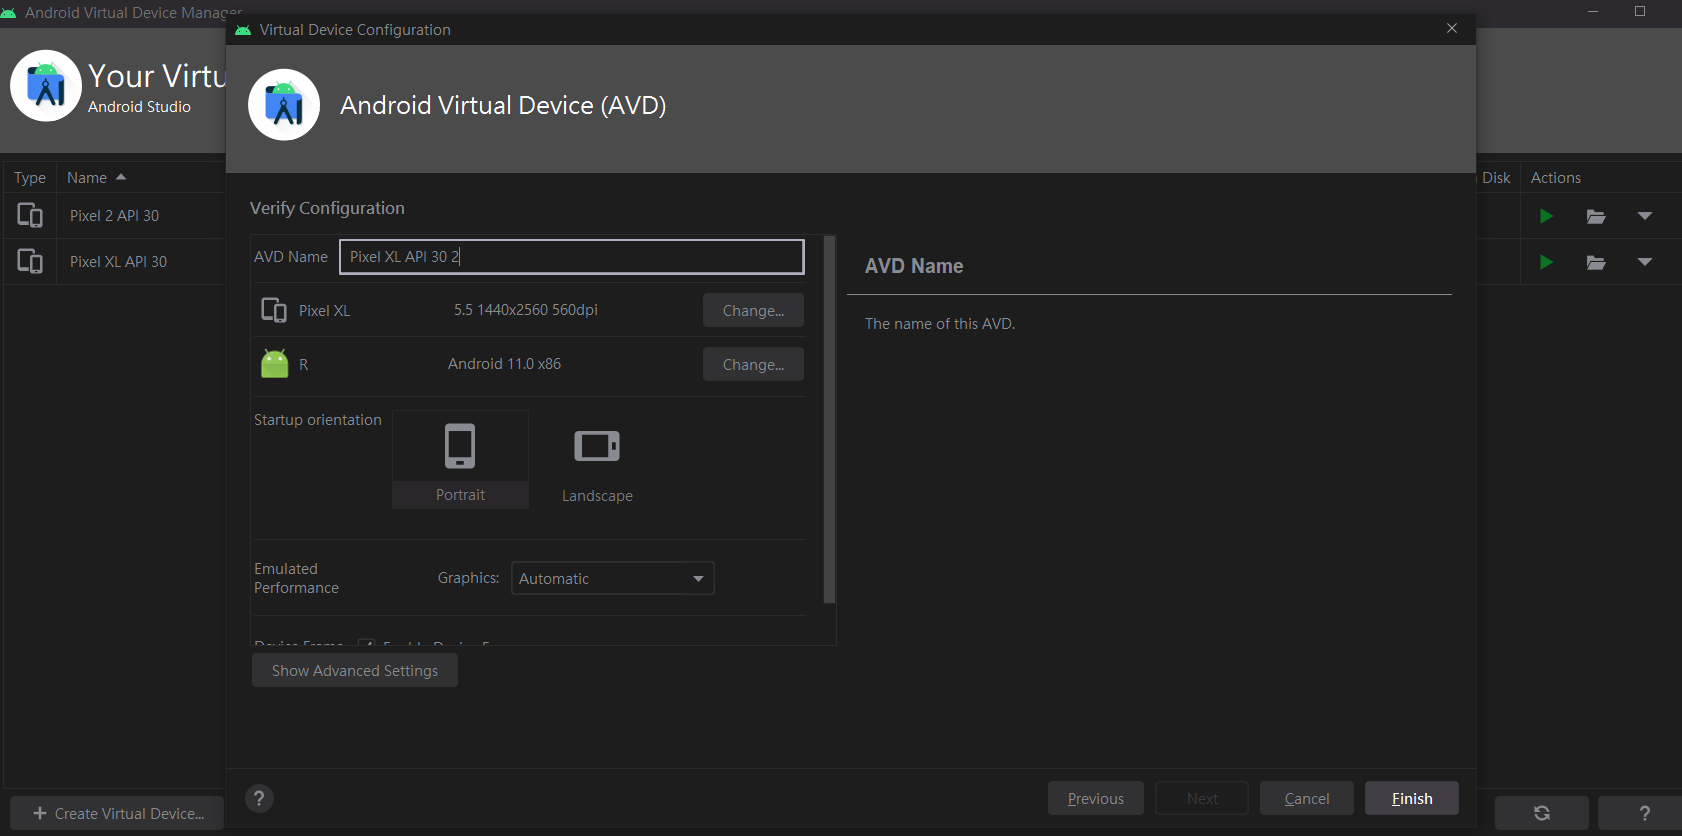 Android Virtual Device Manager
Virtual Device Configuration
Your Virtu
Android Studio
Android Virtual Device (AVD)
Type
Name
Disk
Actions
Pixel 2 API 30
Pixel XL API 30
Verify Configuration
AVD Name
Pixel XL API 30 2
Pixel XL
5.5 1440x2560 560dpi
Change...
R
Android 11.0 x86
Change...
Startup orientation
Portrait
Landscape
Emulated
Performance
Graphics:
Automatic
Show Advanced Settings
AVD Name
The name of this AVD.
?
Previous
Next
Cancel
Finish
+ Create Virtual Device...
?